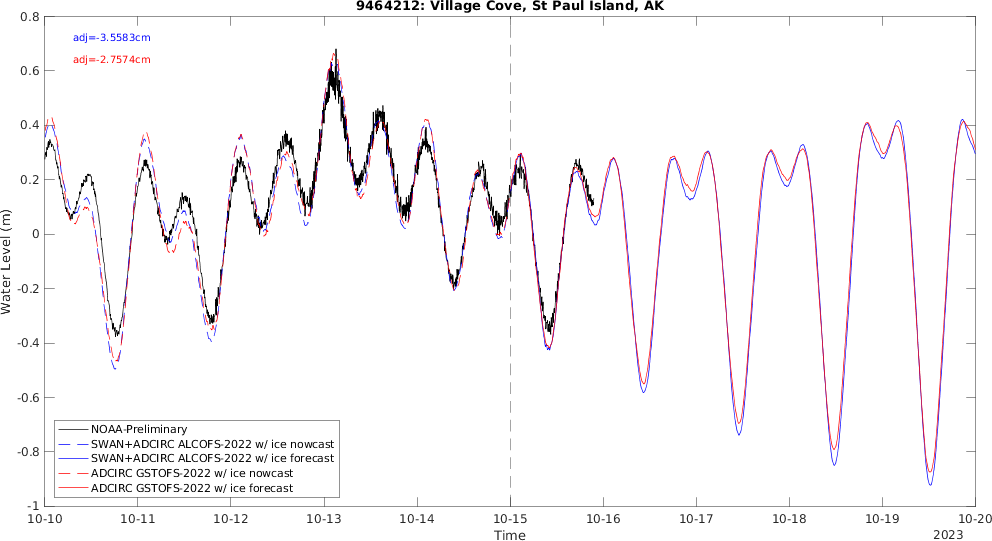 9464212: Village Cove, St Paul Island, AK
adj=-3.5583cm
adj=-2.7574cm
Water Level (m)
0.8
0.6
0.4
0.2
0
-0.2
-0.4
-0.6
-0.8
-1
NOAA-Preliminary
SWAN+ADCIRC ALCOFS-2022 w/ ice nowcast
SWAN+ADCIRC ALCOFS-2022 w/ ice forecast
ADCIRC GSTOFS-2022 w/ ice nowcast
ADCIRC GSTOFS-2022 w/ ice forecast
10-10 10-11 10-12 10-13 10-14 10-15 10-16 10-17 10-18 10-19 10-20
Time
2023